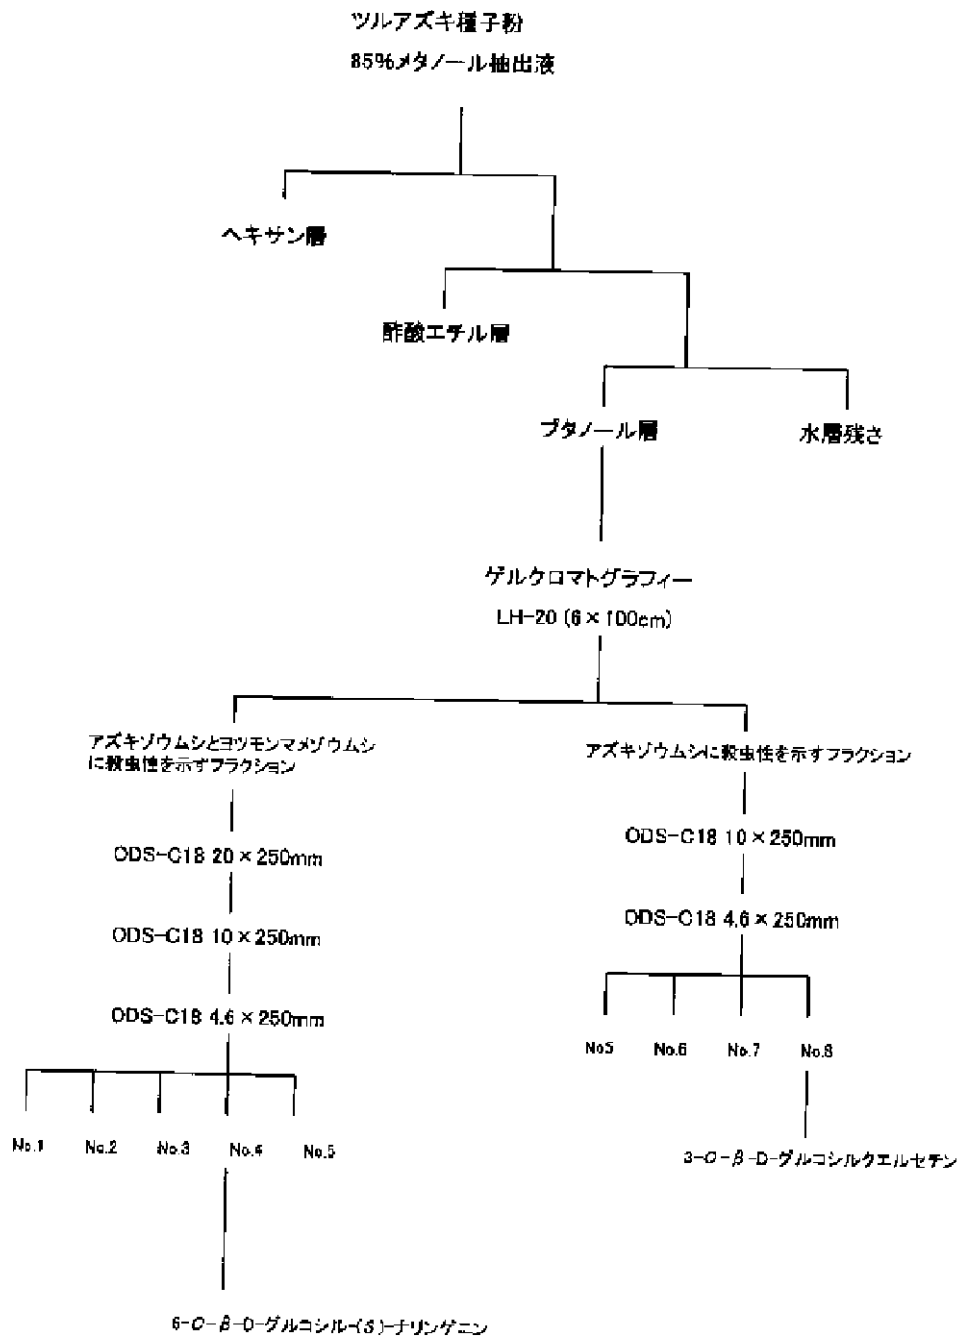 ツルアズキ種子粉
85%メタノール抽出液
ヘキサン層
酢酸エチル層
ブタノール層
水層残さ
ゲルクロマトグラフィー
LH-20 (6×100cm)
アズキゾウムシとヨツモンマメゾウムシ
に殺虫性を示すフラクション
ODS-C18 20×250mm
ODS-C18 10×250mm
ODS-C18 4.6×250mm
No.1
No.2
No.3
No.4
No.5
6-O-β-D-グルコシル-(S)-ナリンゲニン
アズキゾウムシに殺虫性を示すフラクション
ODS-C18 10×250mm
ODS-C18 4.6×250mm
No5
No.6
No.7
No.8
3-O-β-D-グルコシルクエルセチン